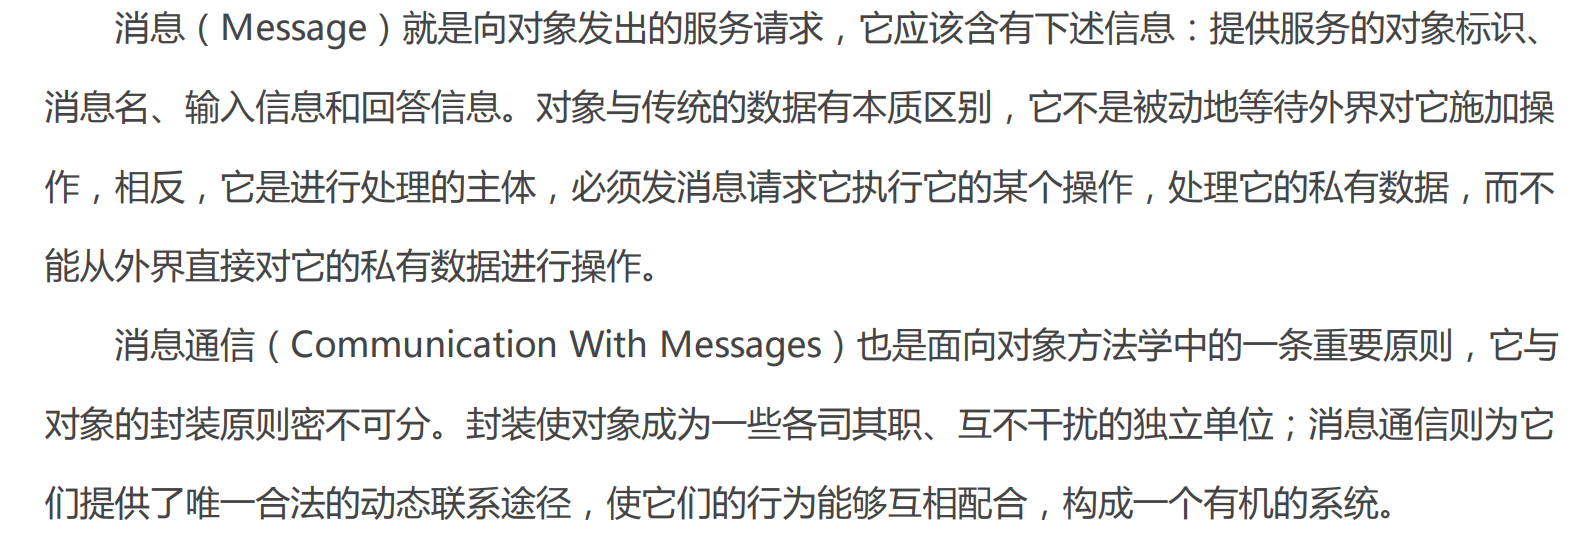 消息（Message）就是向对象发出的服务请求，它应该含有下述信息：提供服务的对象标识、
消息名、输入信息和回答信息。对象与传统的数据有本质区别，它不是被动地等待外界对它施加操
作，相反，它是进行处理的主体，必须发消息请求它执行它的某个操作，处理它的私有数据，而不
能从外界直接对它的私有数据进行操作。
消息通信（Communication With Messages）也是面向对象方法学中的一条重要原则，它与
对象的封装原则密不可分。封装使对象成为一些各司其职、互不干扰的独立单位；消息通信则为它
们提供了唯一合法的动态联系途径，使它们的行为能够互相配合，构成一个有机的系统。